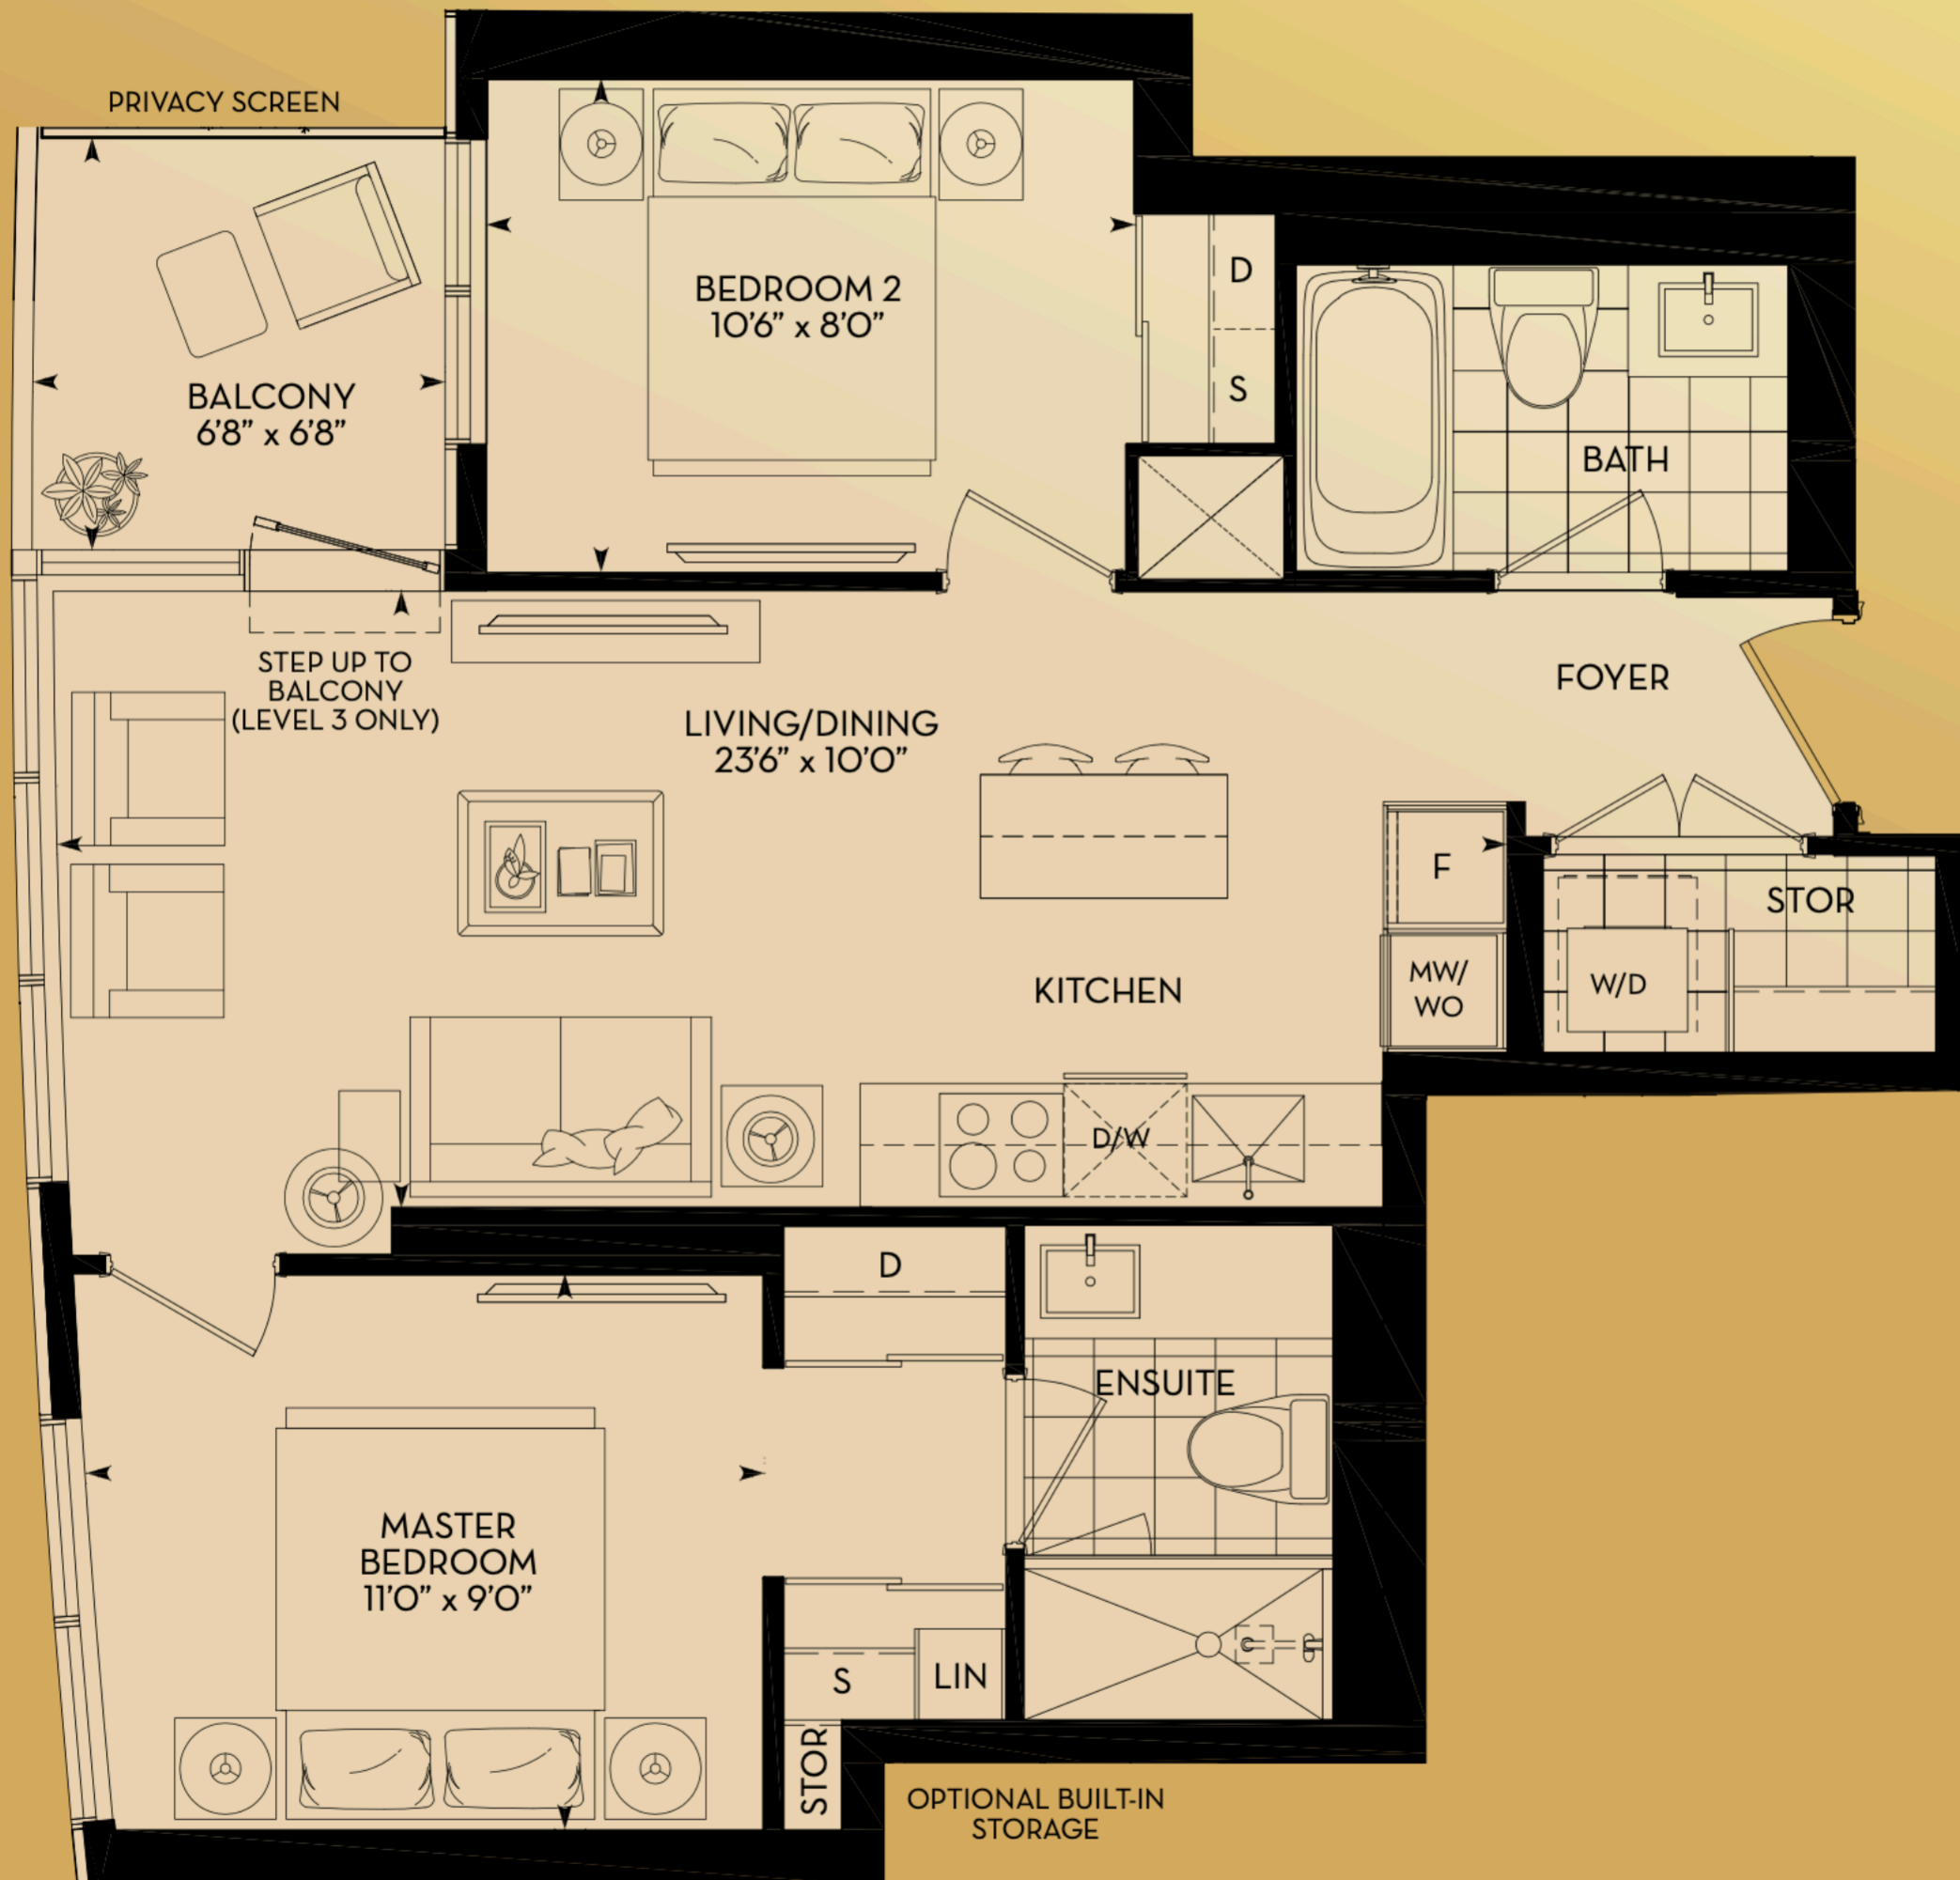 PRIVACY SCREEN
BEDROOM 2
10'6” x 8'0”
D
S
BALCONY
6'8” x 6'8”
BATH
STEP UP TO
BALCONY
(LEVEL 3 ONLY)
LIVING/DINING
23'6” x 10'0”
FOYER
F
STOR
KITCHEN
MW/
WO
W/D
D/W
D
ENSUITE
MASTER
BEDROOM
11'0” x 9'0”
S
LIN
STOR
OPTIONAL BUILT-IN
STORAGE